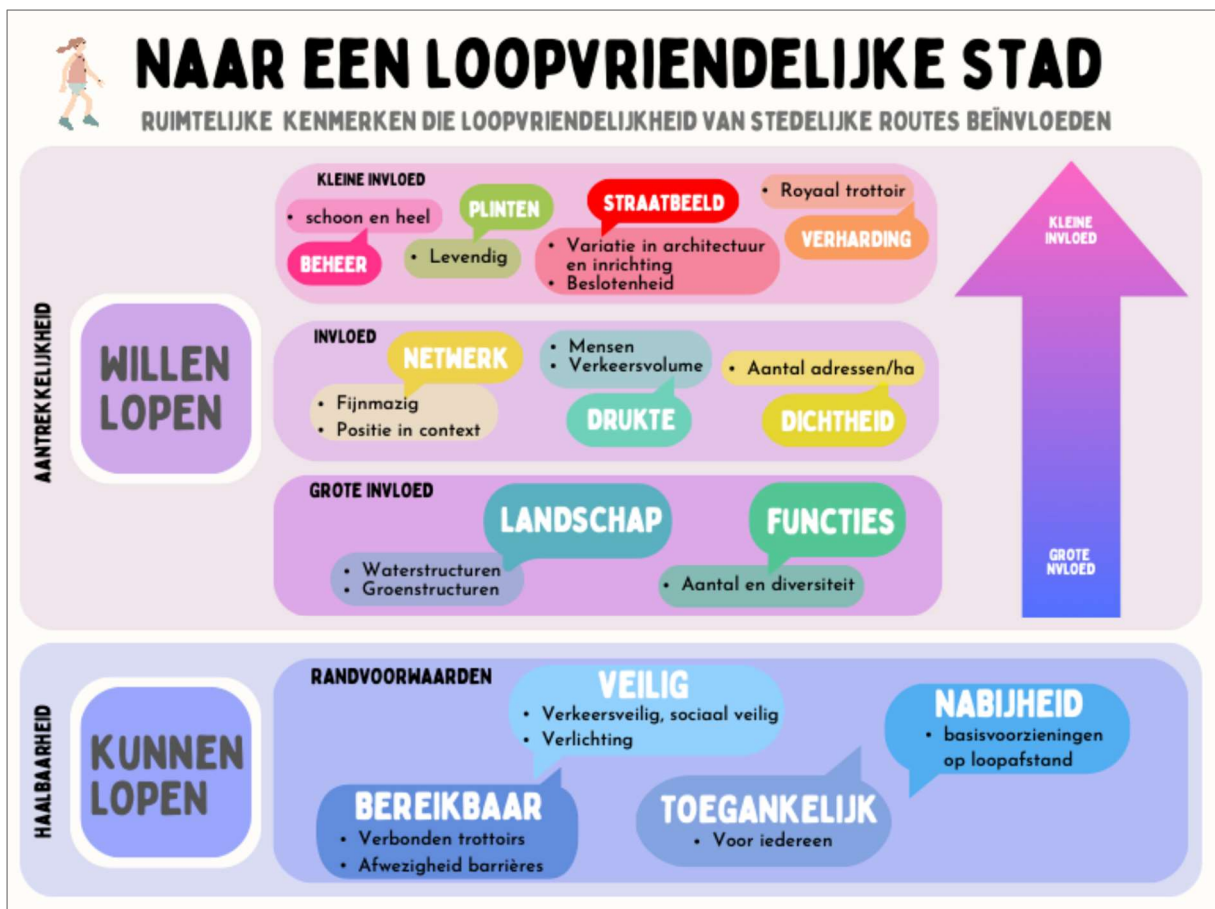 NAAR EEN LOOPVRIENDELIJKE STAD
RUIMTELIJKE KENMERKEN DIE LOOPVRIENDELIJKHEID VAN STEDELIJKE ROUTES BEÏNVLOEDEN
AANTREKKELIJKHEID
WILLEN
LOPEN
KLEINE INVLOED
• schoon en heel
BEHEER
PLINTEN
• Levendig
STRAATBEELD
• Variatie in architectuur
en inrichting
• Beslotenheid
• Royaal trottoir
VERHARDING
INVLOED
NETWERK
• Fijnmazig
• Positie in context
• Mensen
• Verkeersvolume
DRUKTE
• Aantal adressen/ha
DICHTHEID
GROTE INVLOED
LANDSCHAP
• Waterstructuren
• Groenstructuren
FUNCTIES
• Aantal en diversiteit
KLEINE
INVLOED
GROTE
NVLOED
HAALBAARHEID
KUNNEN
LOPEN
RANDVOORWAARDEN
VEILIG
• Verkeersveilig, sociaal veilig
• Verlichting
NABIJHEID
• basisvoorzieningen
op loopafstand
BEREIKBAAR
• Verbonden trottoirs
• Afwezigheid barrières
TOEGANKELIJK
• Voor iedereen